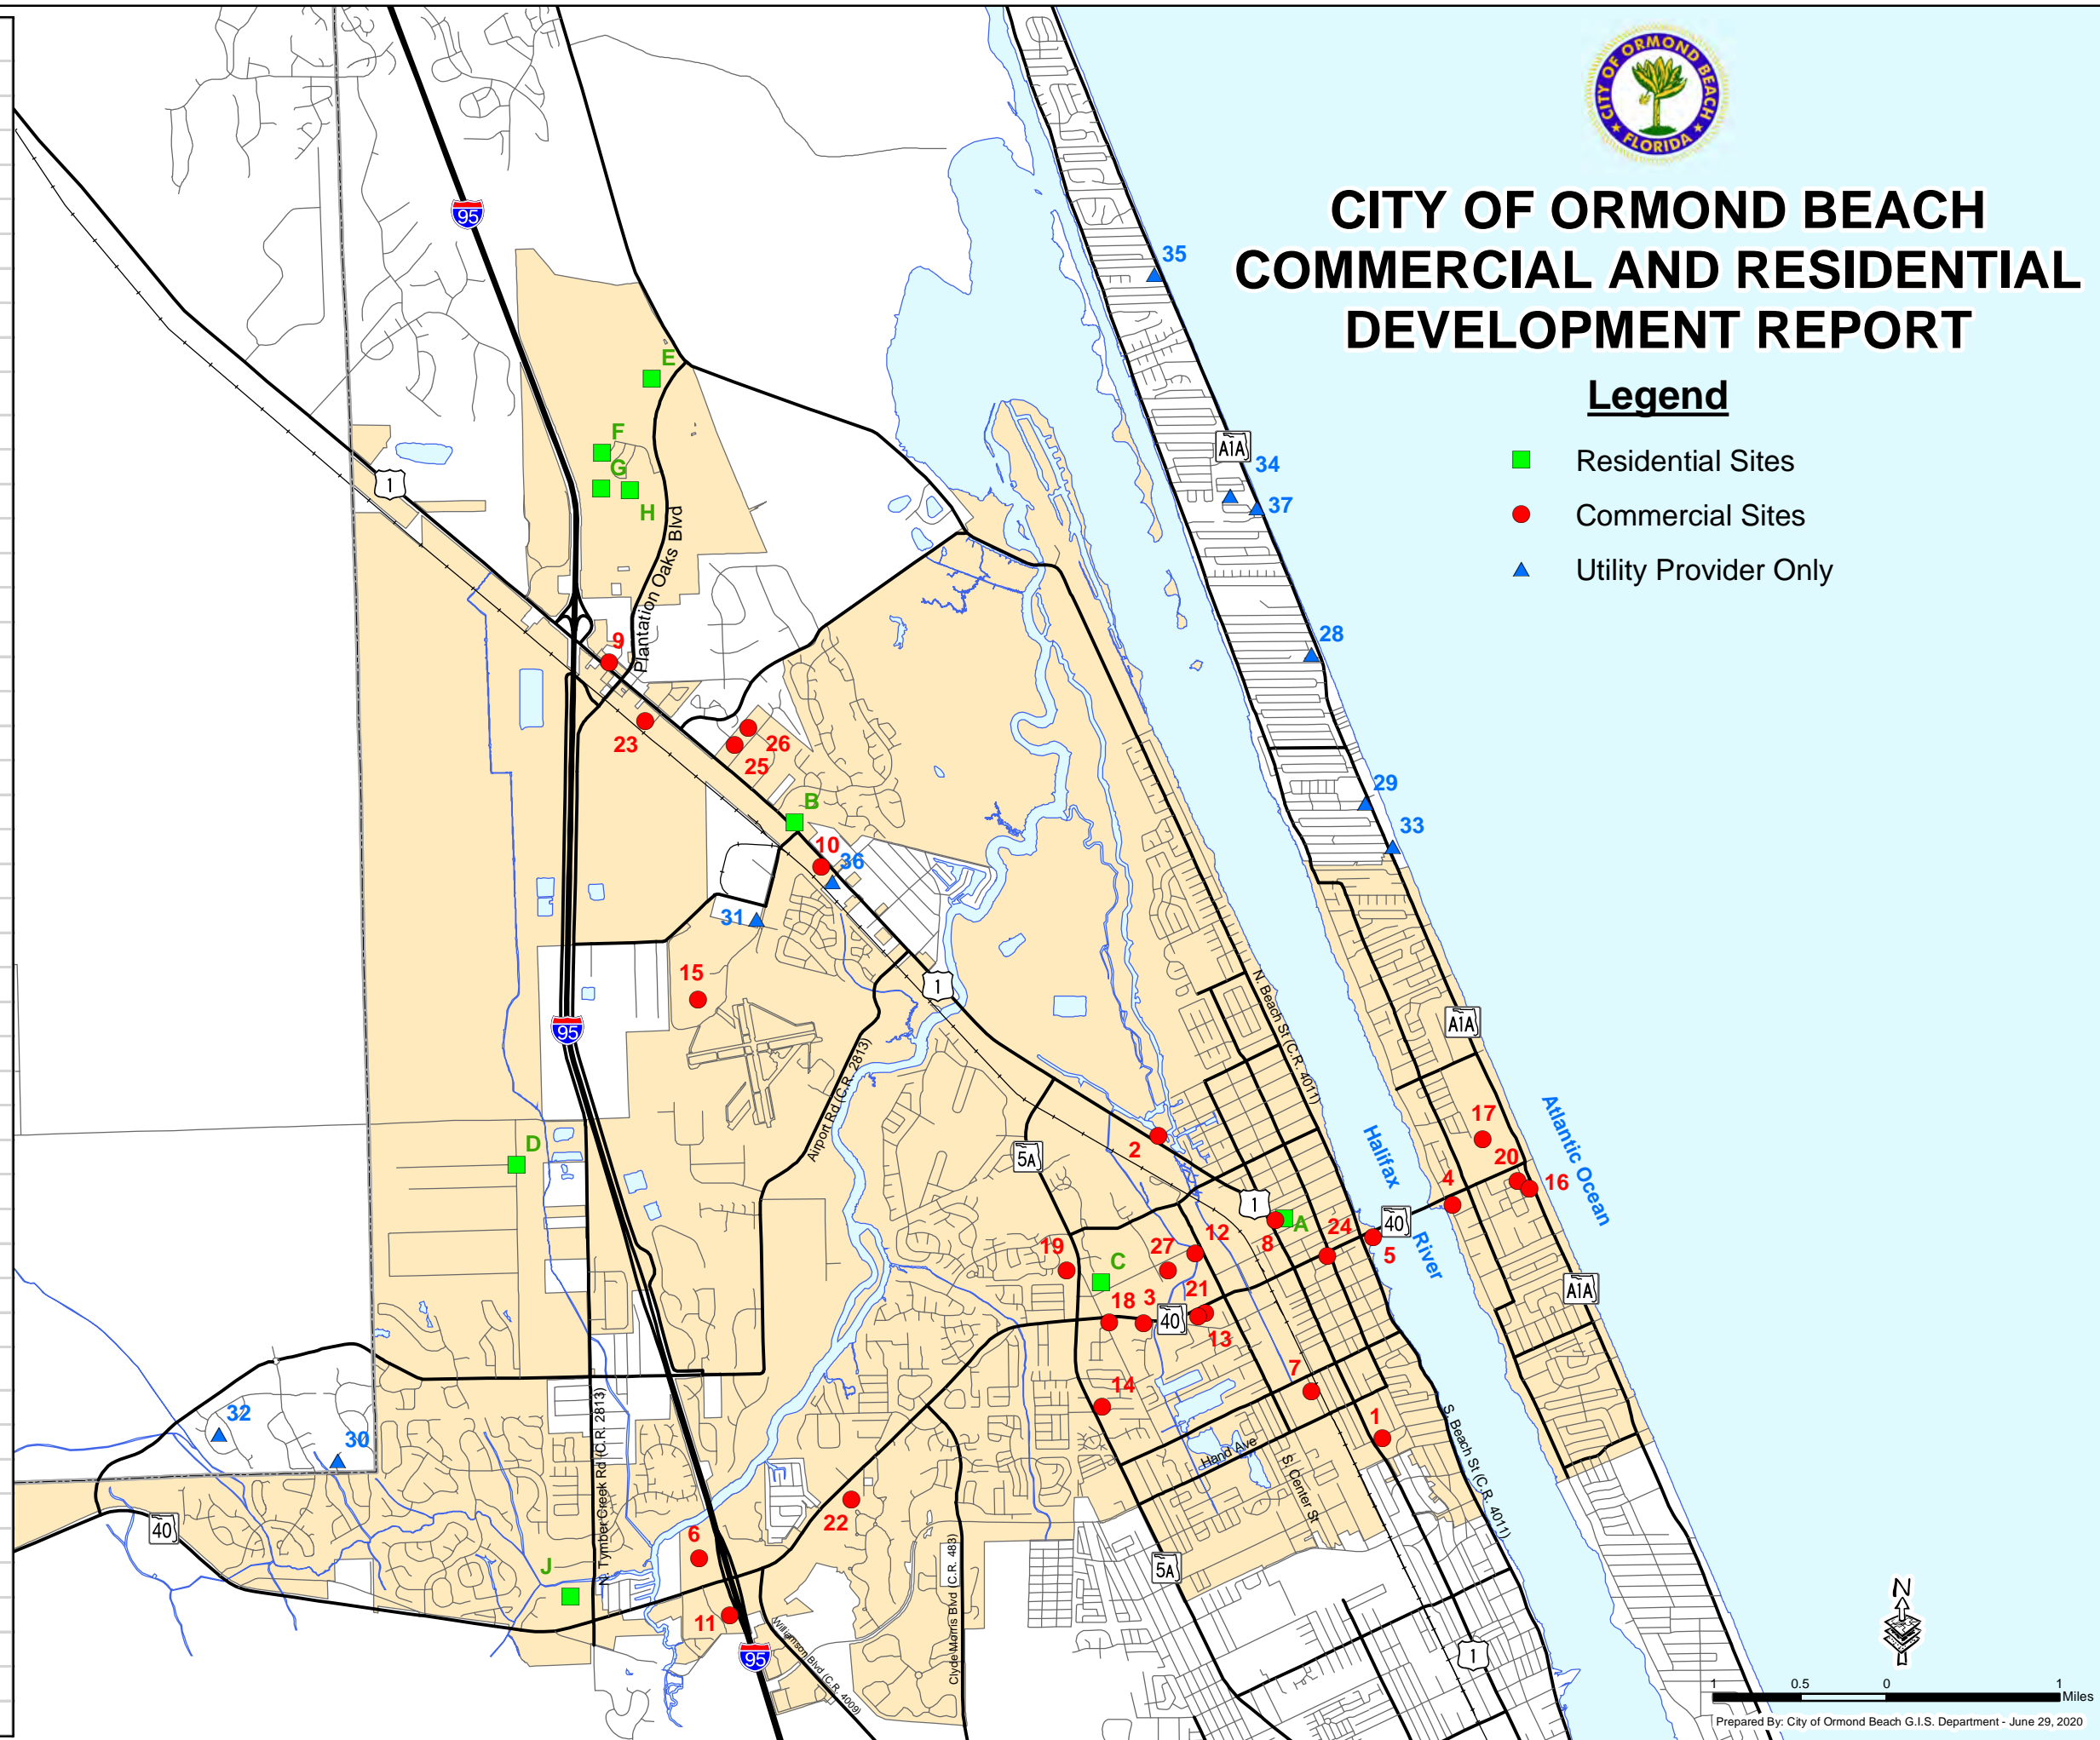 CITY OF ORMOND BEACH
FLORIDA
CITY OF ORMOND BEACH
COMMERCIAL AND RESIDENTIAL
DEVELOPMENT REPORT
Legend
Residential Sites
Commercial Sites
Utility Provider Only
95
35
E
F
G
H
A1A
34
37
1
Plantation Oaks Blvd
28
9
23
26
25
29
33
B
10
36
31
15
1
95
N. Beach St (C.R. 4011)
A1A
Airport Rd (C.R. 2813)
17
Atlantic Ocean
2
5A
D
Halifax
River
20
16
4
1
A
8
24
40
5
19
C
27
12
21
18
3
40
13
A1A
7
14
1
32
30
N. Tymber Creek Rd (C.R. 2813)
Hand Ave
S. Center St
S. Beach St (C.R. 4011)
40
22
6
J
11
Clyde Morris Blvd (C.R. 483)
Williamson Blvd (C.R. 4009)
5A
95
1
N
1
0.5
0
1
Miles
Prepared By: City of Ormond Beach G.I.S. Department - June 29, 2020